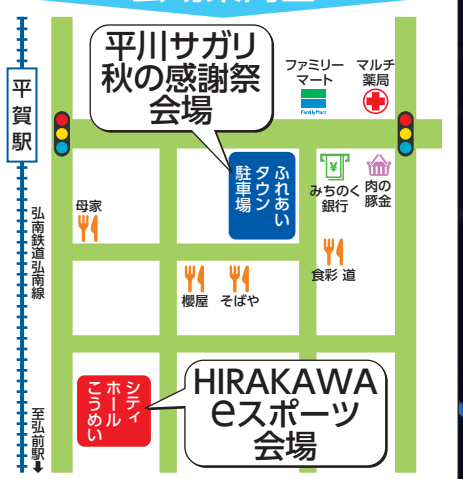 平川サガリ
秋の感謝祭
会場
ファミリー
マート
FamilyMart
マルチ
薬局
平賀駅
ふれあい
タウン
駐車場
¥
みちのく
銀行
肉の
豚金
弘南鉄道弘南線
母家
食彩 道
櫻屋
そばや
シティ
ホール
こうめい
HIRAKAWA
eスポーツ
会場
至弘前駅